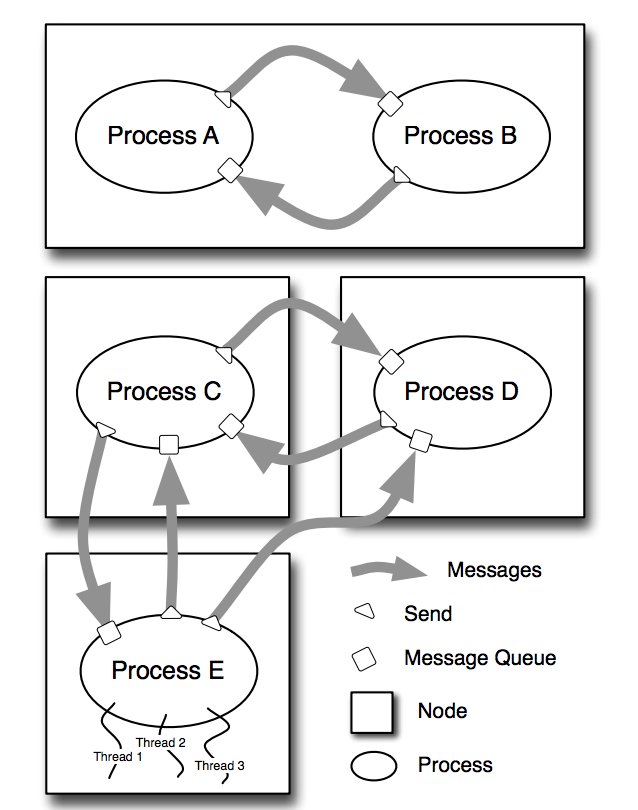 Process A
Process B
Process C
Process D
Messages
Send
Message Queue
Process E
Node
Thread 2
Thread 1
Thread 3
Process